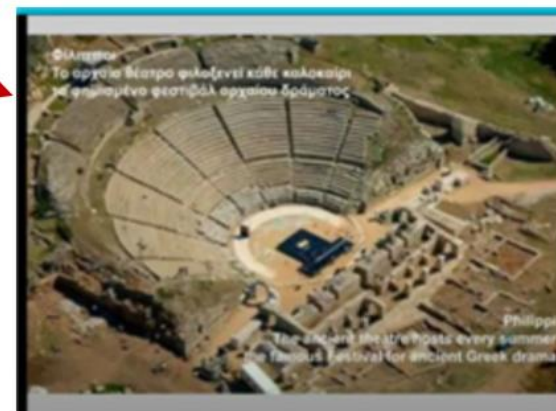 Φίλιπποι
Το αρχαίο θέατρο φιλοξενεί κάθε καλοκαίρι
το φημισμένο φεστιβάλ αρχαίου δράματος
Philippi
The ancient theatre hosts every summer
the famous Festival for ancient Greek drama